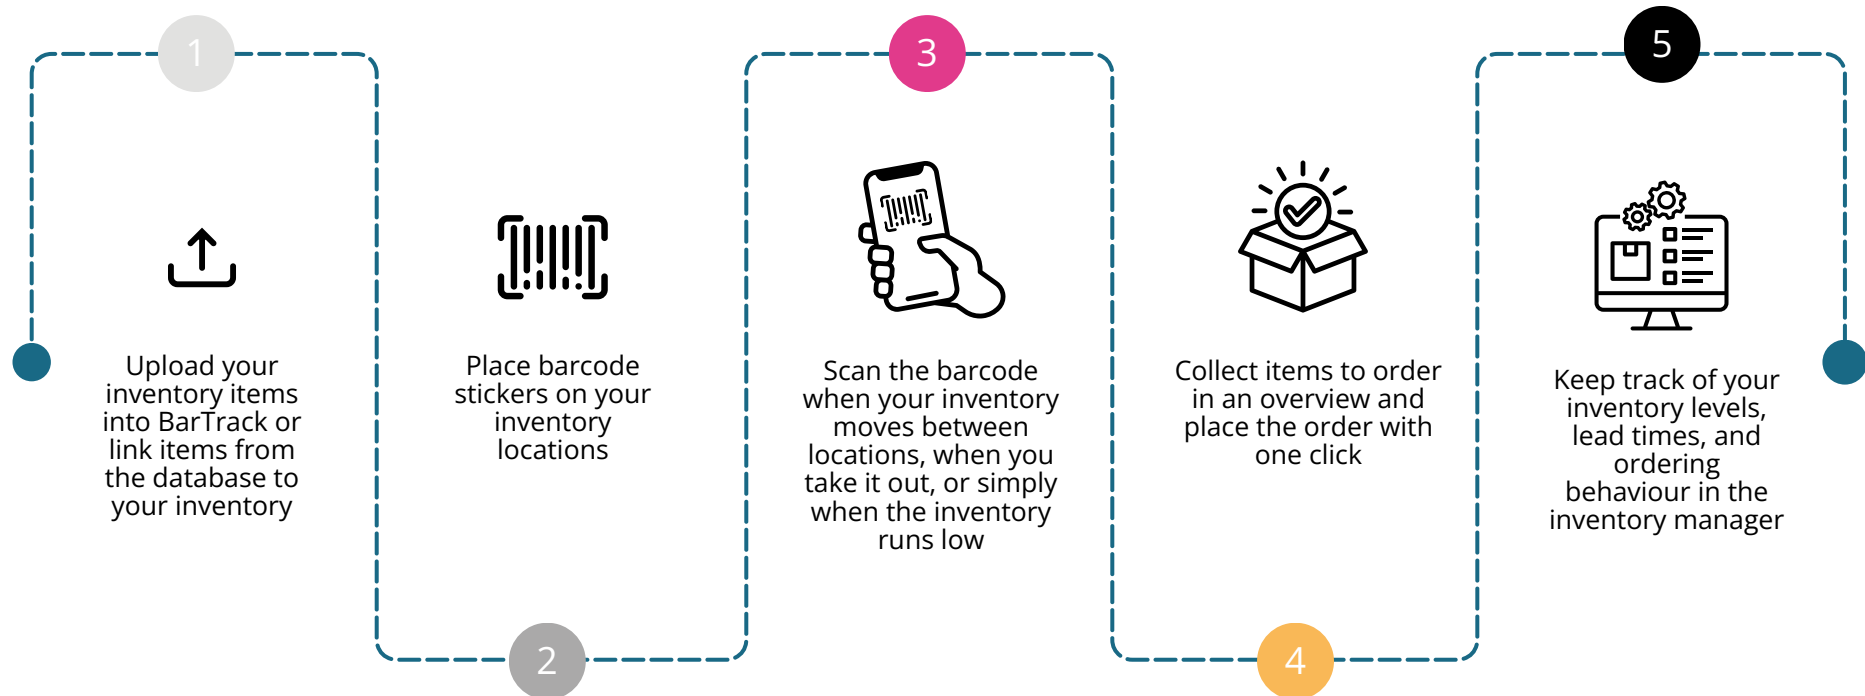 1
Upload your
inventory items
into BarTrack or
link items from
the database to
your inventory
2
Place barcode
stickers on your
inventory
locations
3
Scan the barcode
when your inventory
moves between
locations, when you
take it out, or simply
when the inventory
runs low
4
Collect items to order
in an overview and
place the order with
one click
5
Keep track of your
inventory levels,
lead times, and
ordering
behaviour in the
inventory manager